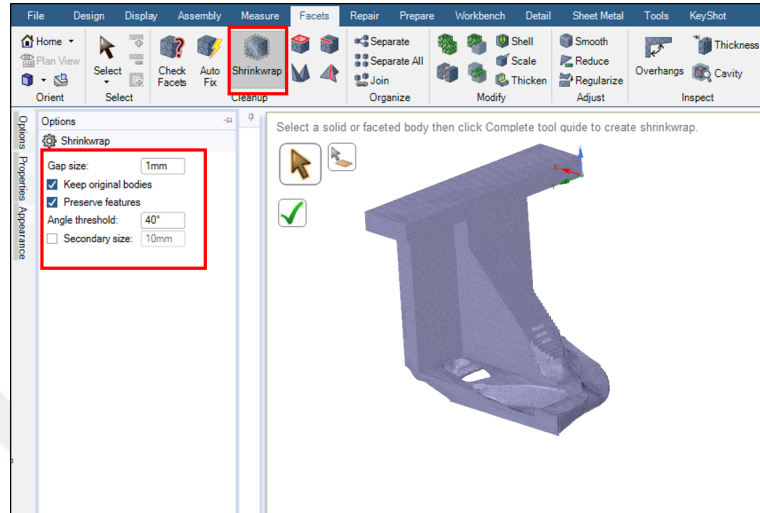 File Design Display Assembly Measure Facets Repair Prepare Workbench Detail Sheet Metal Tools KeyShot
Home
Plan View
Orient
Select
Select
Check Facets
Auto Fix
Shrinkwrap
Cleanup
Separate
Separate All
Join
Organize
Shell
Scale
Thicken
Modify
Smooth
Reduce
Regularize
Adjust
Overhangs
Thickness
Cavity
Inspect
Options
Properties
Appearance
Options
Shrinkwrap
Gap size: 1mm
Keep original bodies
Preserve features
Angle threshold: 40°
Secondary size: 10mm
Select a solid or faceted body then click Complete tool guide to create shrinkwrap.
X